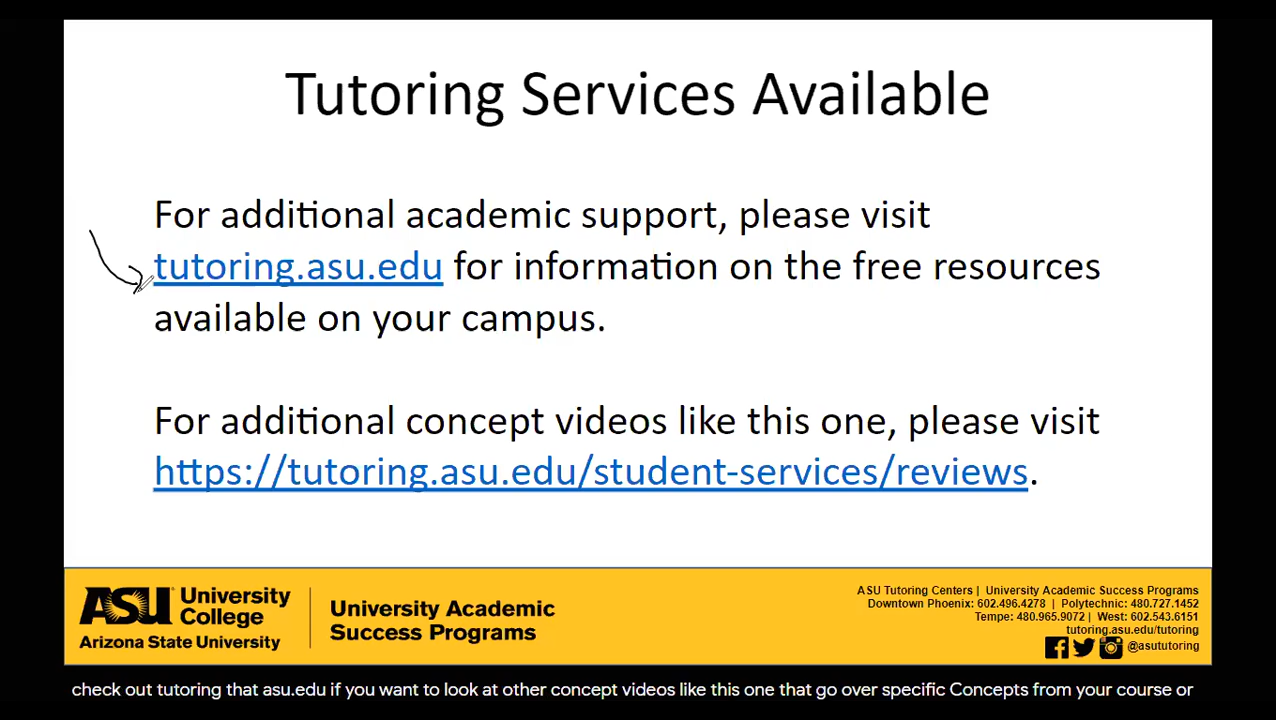 Tutoring Services Available
For additional academic support, please visit
tutoring.asu.edu for information on the free resources
available on your campus.
For additional concept videos like this one, please visit
https://tutoring.asu.edu/student-services/reviews.
ASU University
College
Arizona State University
University Academic
Success Programs
ASU Tutoring Centers | University Academic Success Programs
Downtown Phoenix: 602.496.4278 | Polytechnic: 480.727.1452
Tempe: 480.965.9072 | West: 602.543.6151
tutoring.asu.edu/tutoring
@asututoring
check out tutoring that asu.edu if you want to look at other concept videos like this one that go over specific Concepts from your course or